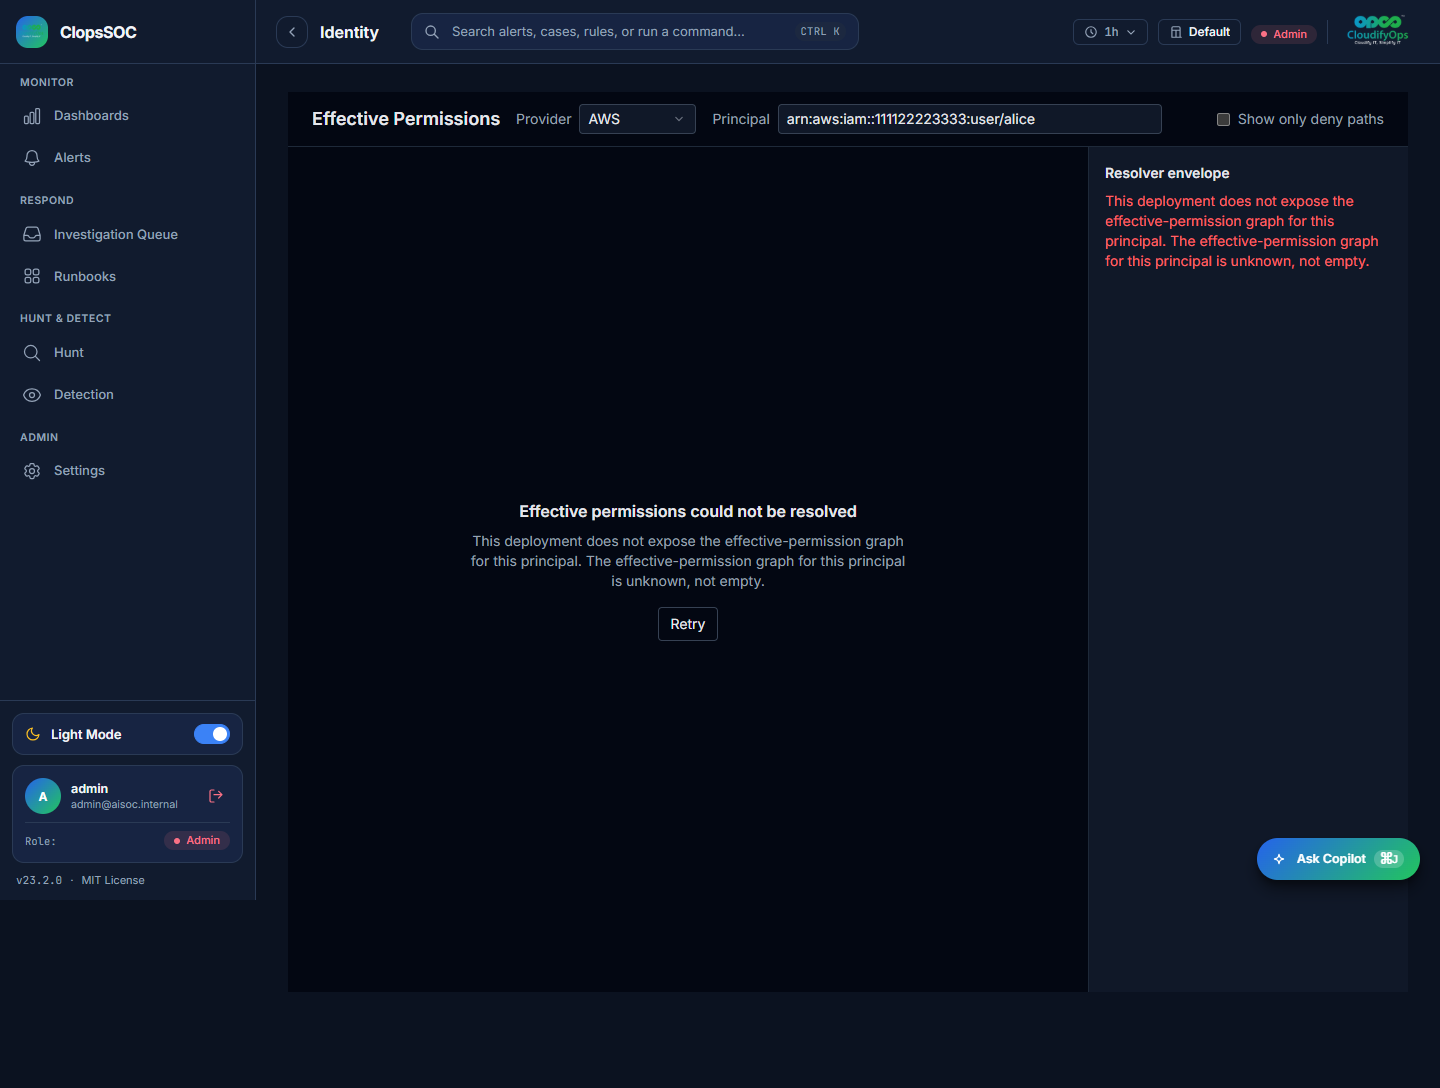 ClopsSOC
Identity
Search alerts, cases, rules, or run a command...
CTRL K
1h
Default
Admin
CloudifyOps
MONITOR
Dashboards
Alerts
RESPOND
Investigation Queue
Runbooks
HUNT & DETECT
Hunt
Detection
ADMIN
Settings
Effective Permissions
Provider
AWS
Principal
arn:aws:iam::111122223333:user/alice
Show only deny paths
Effective permissions could not be resolved
This deployment does not expose the effective-permission graph
for this principal. The effective-permission graph for this principal
is unknown, not empty.
Retry
Resolver envelope
This deployment does not expose the
effective-permission graph for this
principal. The effective-permission graph
for this principal is unknown, not empty.
Light Mode
A
admin
admin@aisoc.internal
Role:
Admin
v23.2.0 · MIT License
Ask Copilot
⌘J